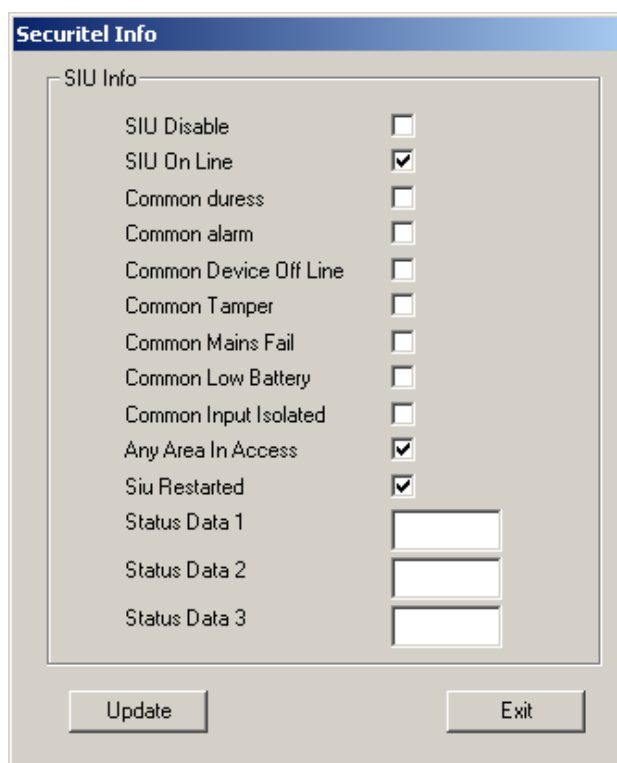 Securitel Info
SIU Info
SIU Disable
SIU On Line
Common duress
Common alarm
Common Device Off Line
Common Tamper
Common Mains Fail
Common Low Battery
Common Input Isolated
Any Area In Access
Siu Restarted
Status Data 1
Status Data 2
Status Data 3
Update Exit